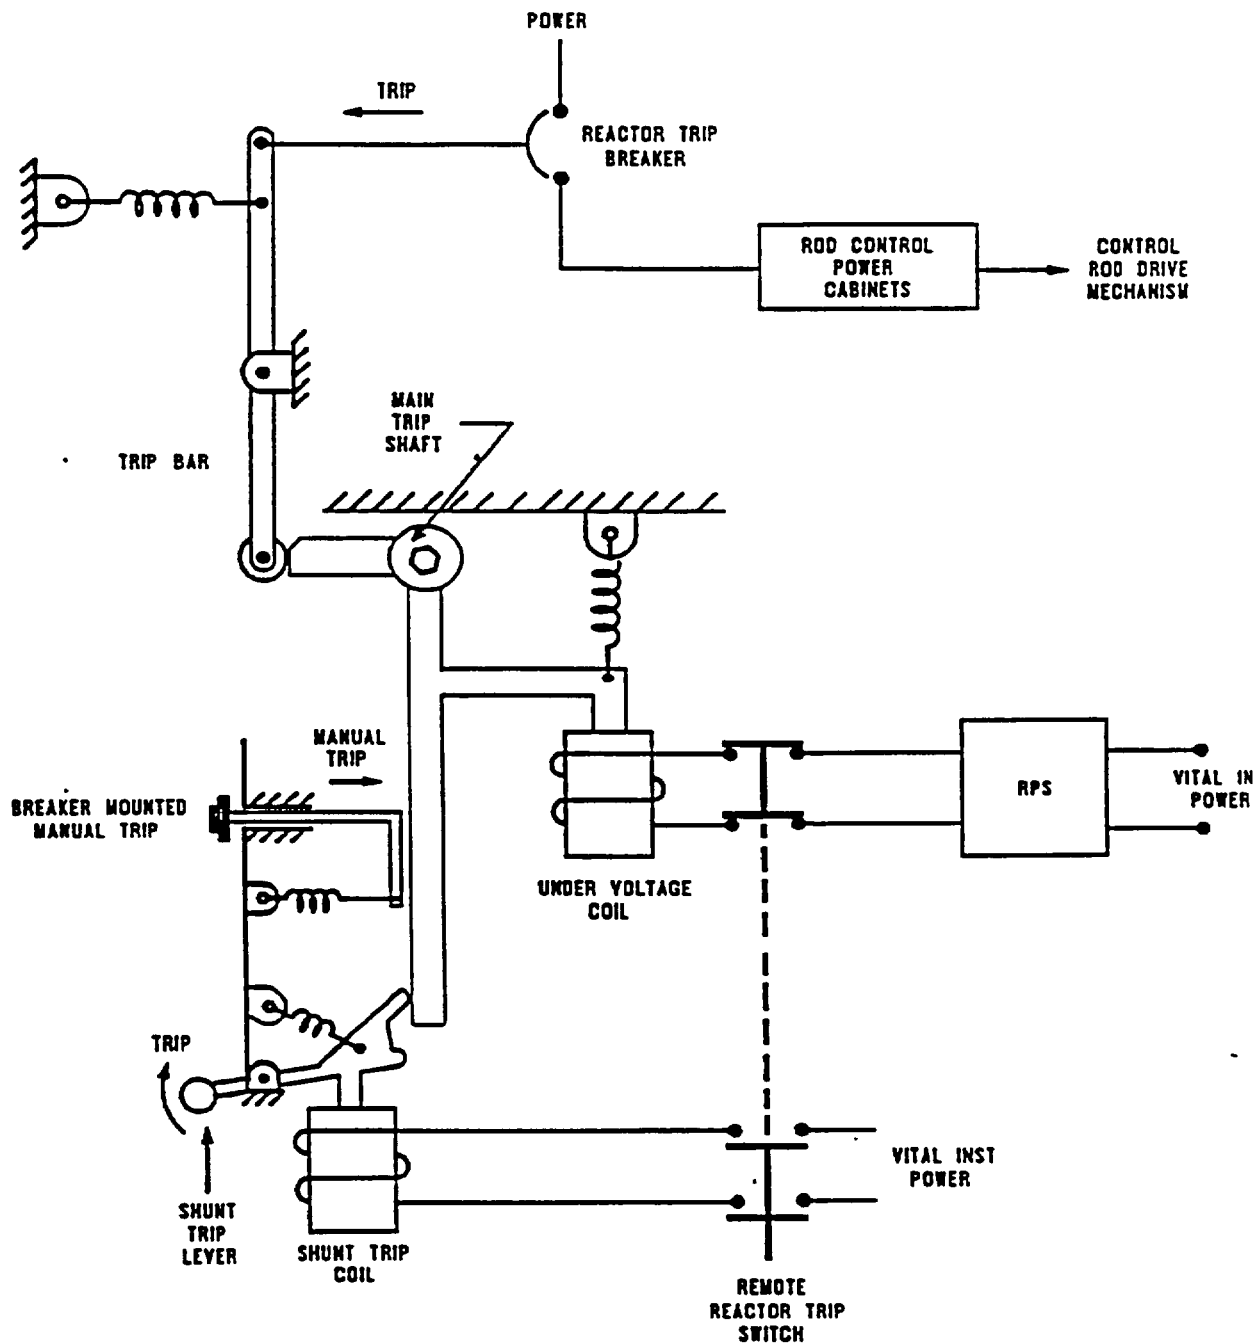 POWER
TRIP
REACTOR TRIP
BREAKER
ROD CONTROL
POWER
CABINETS
CONTROL
ROD DRIVE
MECHANISM
MAIN
TRIP
SHAFT
TRIP BAR
MANUAL
TRIP
BREAKER MOUNTED
MANUAL TRIP
RPS
VITAL IN
POWER
UNDER VOLTAGE
COIL
TRIP
VITAL INST
POWER
SHUNT
TRIP
LEVER
SHUNT TRIP
COIL
REMOTE
REACTOR TRIP
SWITCH